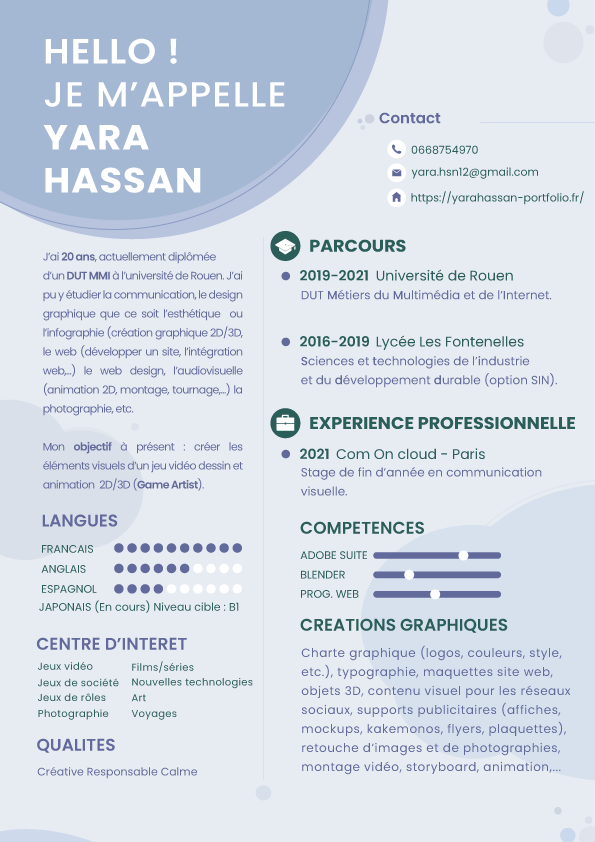 HELLO !
JE M’APPELLE
YARA
HASSAN
Contact
0668754970
yara.hsn12@gmail.com
https://yarahassan-portfolio.fr/
J’ai 20 ans, actuellement diplômée
d’un DUT MMI à l’université de Rouen. J’ai
pu y étudier la communication, le design
graphique que ce soit l’esthétique ou
l’infographie (création graphique 2D/3D,
le web (développer un site, l’intégration
web,...) le web design, l’audiovisuelle
(animation 2D, montage, tournage,...) la
photographie, etc.
Mon objectif à présent : créer les
éléments visuels d’un jeu vidéo dessin et
animation 2D/3D (Game Artist).
LANGUES
FRANCAIS
ANGLAIS
ESPAGNOL
JAPONAIS (En cours) Niveau cible : B1
CENTRE D’INTERET
Jeux vidéo
Jeux de société
Jeux de rôles
Photographie
Films/séries
Nouvelles technologies
Art
Voyages
QUALITES
Créative Responsable Calme
PARCOURS
2019-2021 Université de Rouen
DUT Métiers du Multimédia et de l’Internet.
2016-2019 Lycée Les Fontenelles
Sciences et technologies de l’industrie
et du développement durable (option SIN).
EXPERIENCE PROFESSIONNELLE
2021 Com On cloud - Paris
Stage de fin d’année en communication
visuelle.
COMPETENCES
ADOBE SUITE
BLENDER
PROG. WEB
CREATIONS GRAPHIQUES
Charte graphique (logos, couleurs, style,
etc.), typographie, maquettes site web,
objets 3D, contenu visuel pour les réseaux
sociaux, supports publicitaires (affiches,
mockups, kakemonos, flyers, plaquettes),
retouche d’images et de photographies,
montage vidéo, storyboard, animation,...